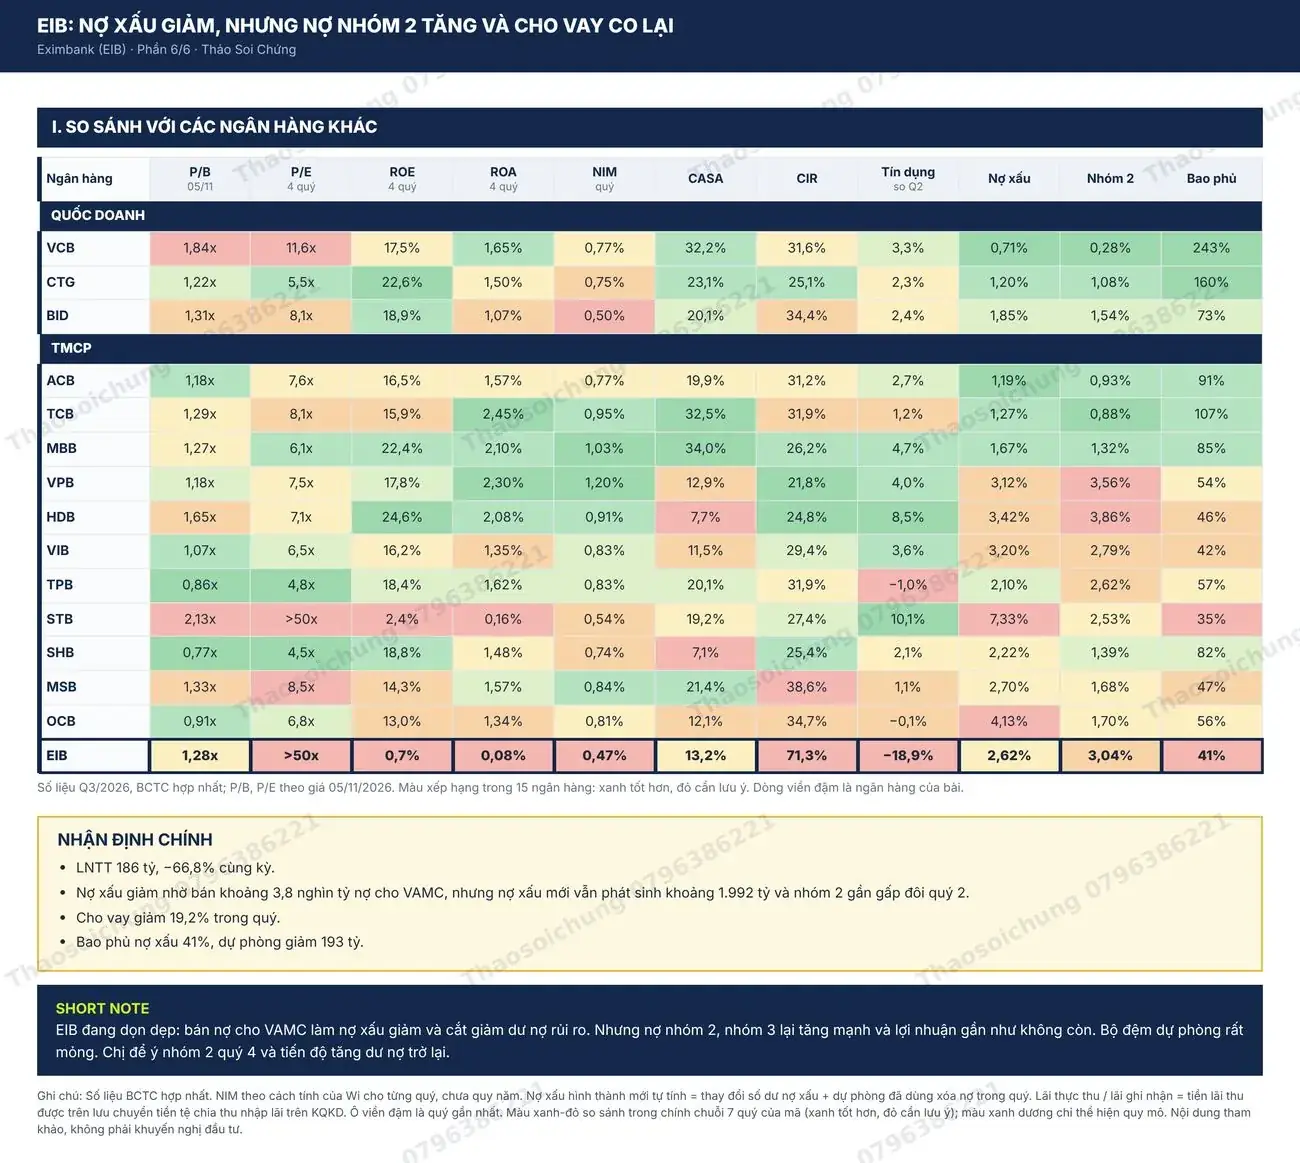 EIB: NỢ XẤU GIẢM, NHƯNG NỢ NHÓM 2 TĂNG VÀ CHO VAY CO LẠI
Eximbank (EIB) · Phần 6/6 · Thảo Soi Chứng
I. SO SÁNH VỚI CÁC NGÂN HÀNG KHÁC
Ngân hàng P/B P/E ROE ROA NIM CASA CIR Tín dụng Nợ xấu Nhóm 2 Bao phủ
05/11 4 quý 4 quý 4 quý quý so Q2
QUỐC DOANH
VCB 1,84x 11,6x 17,5% 1,65% 0,77% 32,2% 31,6% 3,3% 0,71% 0,28% 243%
CTG 1,22x 5,5x 22,6% 1,50% 0,75% 23,1% 25,1% 2,3% 1,20% 1,08% 160%
BID 1,31x 8,1x 18,9% 1,07% 0,50% 20,1% 34,4% 2,4% 1,85% 1,54% 73%
TMCP
ACB 1,18x 7,6x 16,5% 1,57% 0,77% 19,9% 31,2% 2,7% 1,19% 0,93% 91%
TCB 1,29x 8,1x 15,9% 2,45% 0,95% 32,5% 31,9% 1,2% 1,27% 0,88% 107%
MBB 1,27x 6,1x 22,4% 2,10% 1,03% 34,0% 26,2% 4,7% 1,67% 1,32% 85%
VPB 1,18x 7,5x 17,8% 2,30% 1,20% 12,9% 21,8% 4,0% 3,12% 3,56% 54%
HDB 1,65x 7,1x 24,6% 2,08% 0,91% 7,7% 24,8% 8,5% 3,42% 3,86% 46%
VIB 1,07x 6,5x 16,2% 1,35% 0,83% 11,5% 29,4% 3,6% 3,20% 2,79% 42%
TPB 0,86x 4,8x 18,4% 1,62% 0,83% 20,1% 31,9% −1,0% 2,10% 2,62% 57%
STB 2,13x >50x 2,4% 0,16% 0,54% 19,2% 27,4% 10,1% 7,33% 2,53% 35%
SHB 0,77x 4,5x 18,8% 1,48% 0,74% 7,1% 25,4% 2,1% 2,22% 1,39% 82%
MSB 1,33x 8,5x 14,3% 1,57% 0,84% 21,4% 38,6% 1,1% 2,70% 1,68% 47%
OCB 0,91x 6,8x 13,0% 1,34% 0,81% 12,1% 34,7% −0,1% 4,13% 1,70% 56%
EIB 1,28x >50x 0,7% 0,08% 0,47% 13,2% 71,3% −18,9% 2,62% 3,04% 41%
Số liệu Q3/2026, BCTC hợp nhất; P/B, P/E theo giá 05/11/2026. Màu xếp hạng trong 15 ngân hàng: xanh tốt hơn, đỏ cần lưu ý. Dòng viền đậm là ngân hàng của bài.
NHẬN ĐỊNH CHÍNH
• LNTT 186 tỷ, −66,8% cùng kỳ.
• Nợ xấu giảm nhờ bán khoảng 3,8 nghìn tỷ nợ cho VAMC, nhưng nợ xấu mới vẫn phát sinh khoảng 1.992 tỷ và nhóm 2 gần gấp đôi quý 2.
• Cho vay giảm 19,2% trong quý.
• Bao phủ nợ xấu 41%, dự phòng giảm 193 tỷ.
SHORT NOTE
EIB đang dọn dẹp: bán nợ cho VAMC làm nợ xấu giảm và cắt giảm dư nợ rủi ro. Nhưng nợ nhóm 2, nhóm 3 lại tăng mạnh và lợi nhuận gần như không còn. Bộ đệm dự phòng rất
mỏng. Chị để ý nhóm 2 quý 4 và tiến độ tăng dư nợ trở lại.
Ghi chú: Số liệu BCTC hợp nhất. NIM theo cách tính của Wi cho từng quý, chưa quy năm. Nợ xấu hình thành mới tự tính = thay đổi số dư nợ xấu + dự phòng đã dùng xóa nợ trong quý. Lãi thực thu / lãi ghi nhận = tiền lãi thu
được trên lưu chuyển tiền tệ chia thu nhập lãi trên KQKD. Ô viền đậm là quý gần nhất. Màu xanh-đỏ so sánh trong chính chuỗi 7 quý của mã (xanh tốt hơn, đỏ cần lưu ý); màu xanh dương chỉ thể hiện quy mô. Nội dung tham
khảo, không phải khuyến nghị đầu tư.
Thaosoichung 0796386221